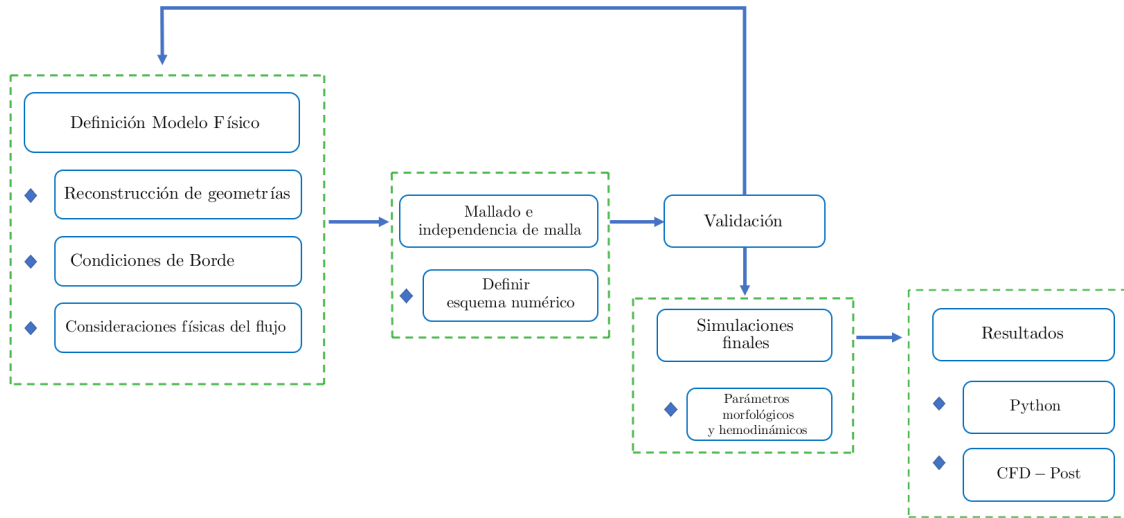 Definición Modelo Físico
Reconstrucción de geometrías
Condiciones de Borde
Consideraciones físicas del flujo
Mallado e
independencia de malla
Definir
esquema numérico
Validación
Simulaciones
finales
Parámetros
morfológicos
y hemodinámicos
Resultados
Python
CFD – Post